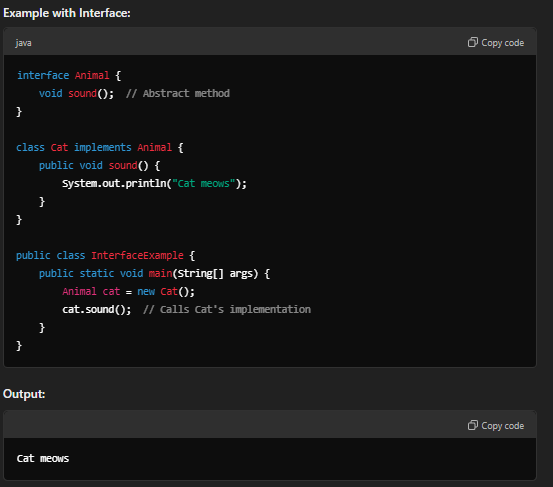 Example with Interface:
java Copy code
interface Animal {
    void sound();  // Abstract method
}
class Cat implements Animal {
    public void sound() {
        System.out.println("Cat meows");
    }
}
public class InterfaceExample {
    public static void main(String[] args) {
        Animal cat = new Cat();
        cat.sound();  // Calls Cat's implementation
    }
}
Output:
Copy code
Cat meows